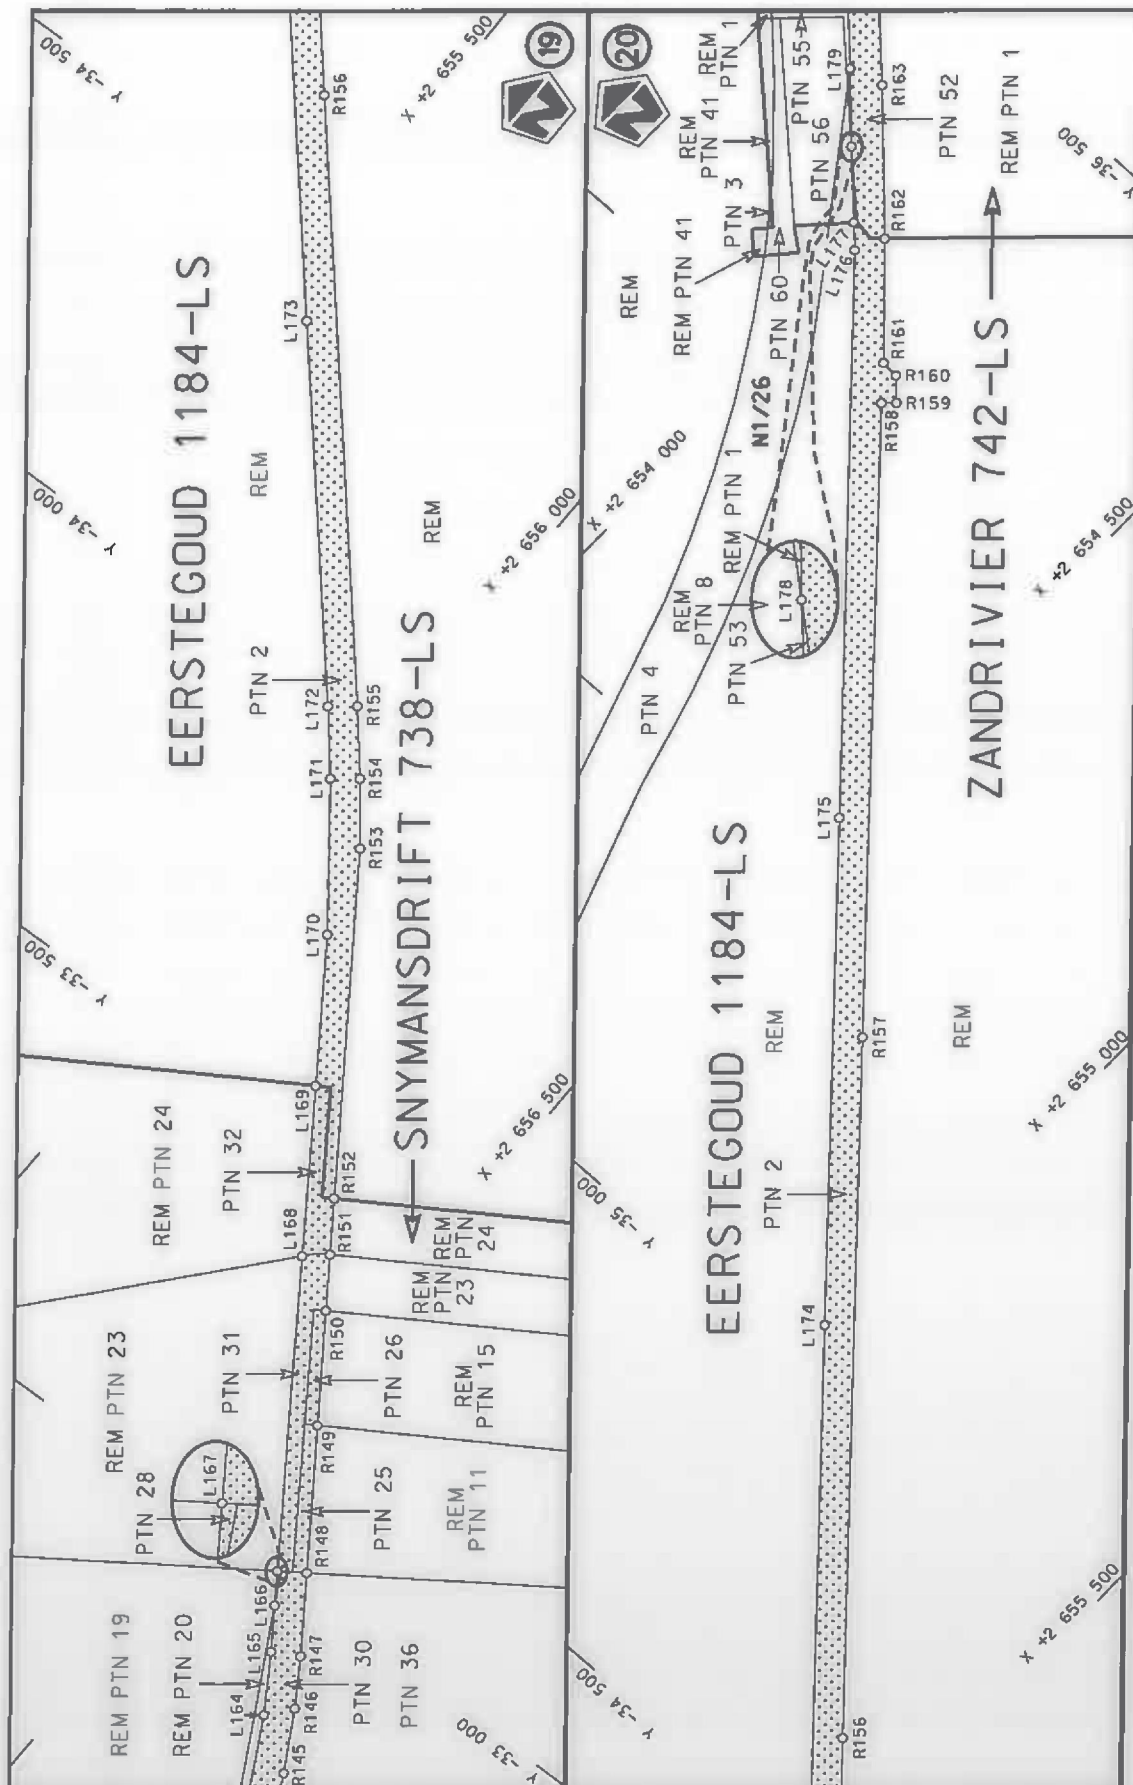 19
Y -34 500
X +2 655 500
R156
L173
EERSTEGOUD 1184-LS
REM
Y -34 000
REM
X +2 656 000
PTN 2
L172
R155
L171
R154
R153
L170
SNYMANSDRIFT 738-LS
Y -33 500
L169
REM PTN 24
PTN 32
R152
X +2 656 500
L168
R151
REM
PTN
24
REM
PTN
23
R150
REM PTN 23
PTN 31
PTN 26
REM
PTN 15
R149
L167
PTN 28
PTN 25
REM
PTN 11
R148
L166
L165
REM PTN 19
REM PTN 20
R147
PTN 30
PTN 36
L164
R146
R145
Y -33 000
20
REM
PTN 1
PTN 55
L179
R163
PTN 52
REM PTN 1
REM
PTN 41
PTN 56
Y -36 500
PTN 3
R162
L177
L176
REM PTN 41
REM
PTN 60
R161
R160
R159
R158
N1/26
ZANDRIVIER 742-LS
X +2 654 000
X +2 654 500
REM PTN 1
REM
PTN 8
L178
PTN 53
PTN 4
L175
EERSTEGOUD 1184-LS
REM
R157
REM
X +2 655 000
PTN 2
Y -35 000
L174
X +2 655 500
Y -34 500
R156